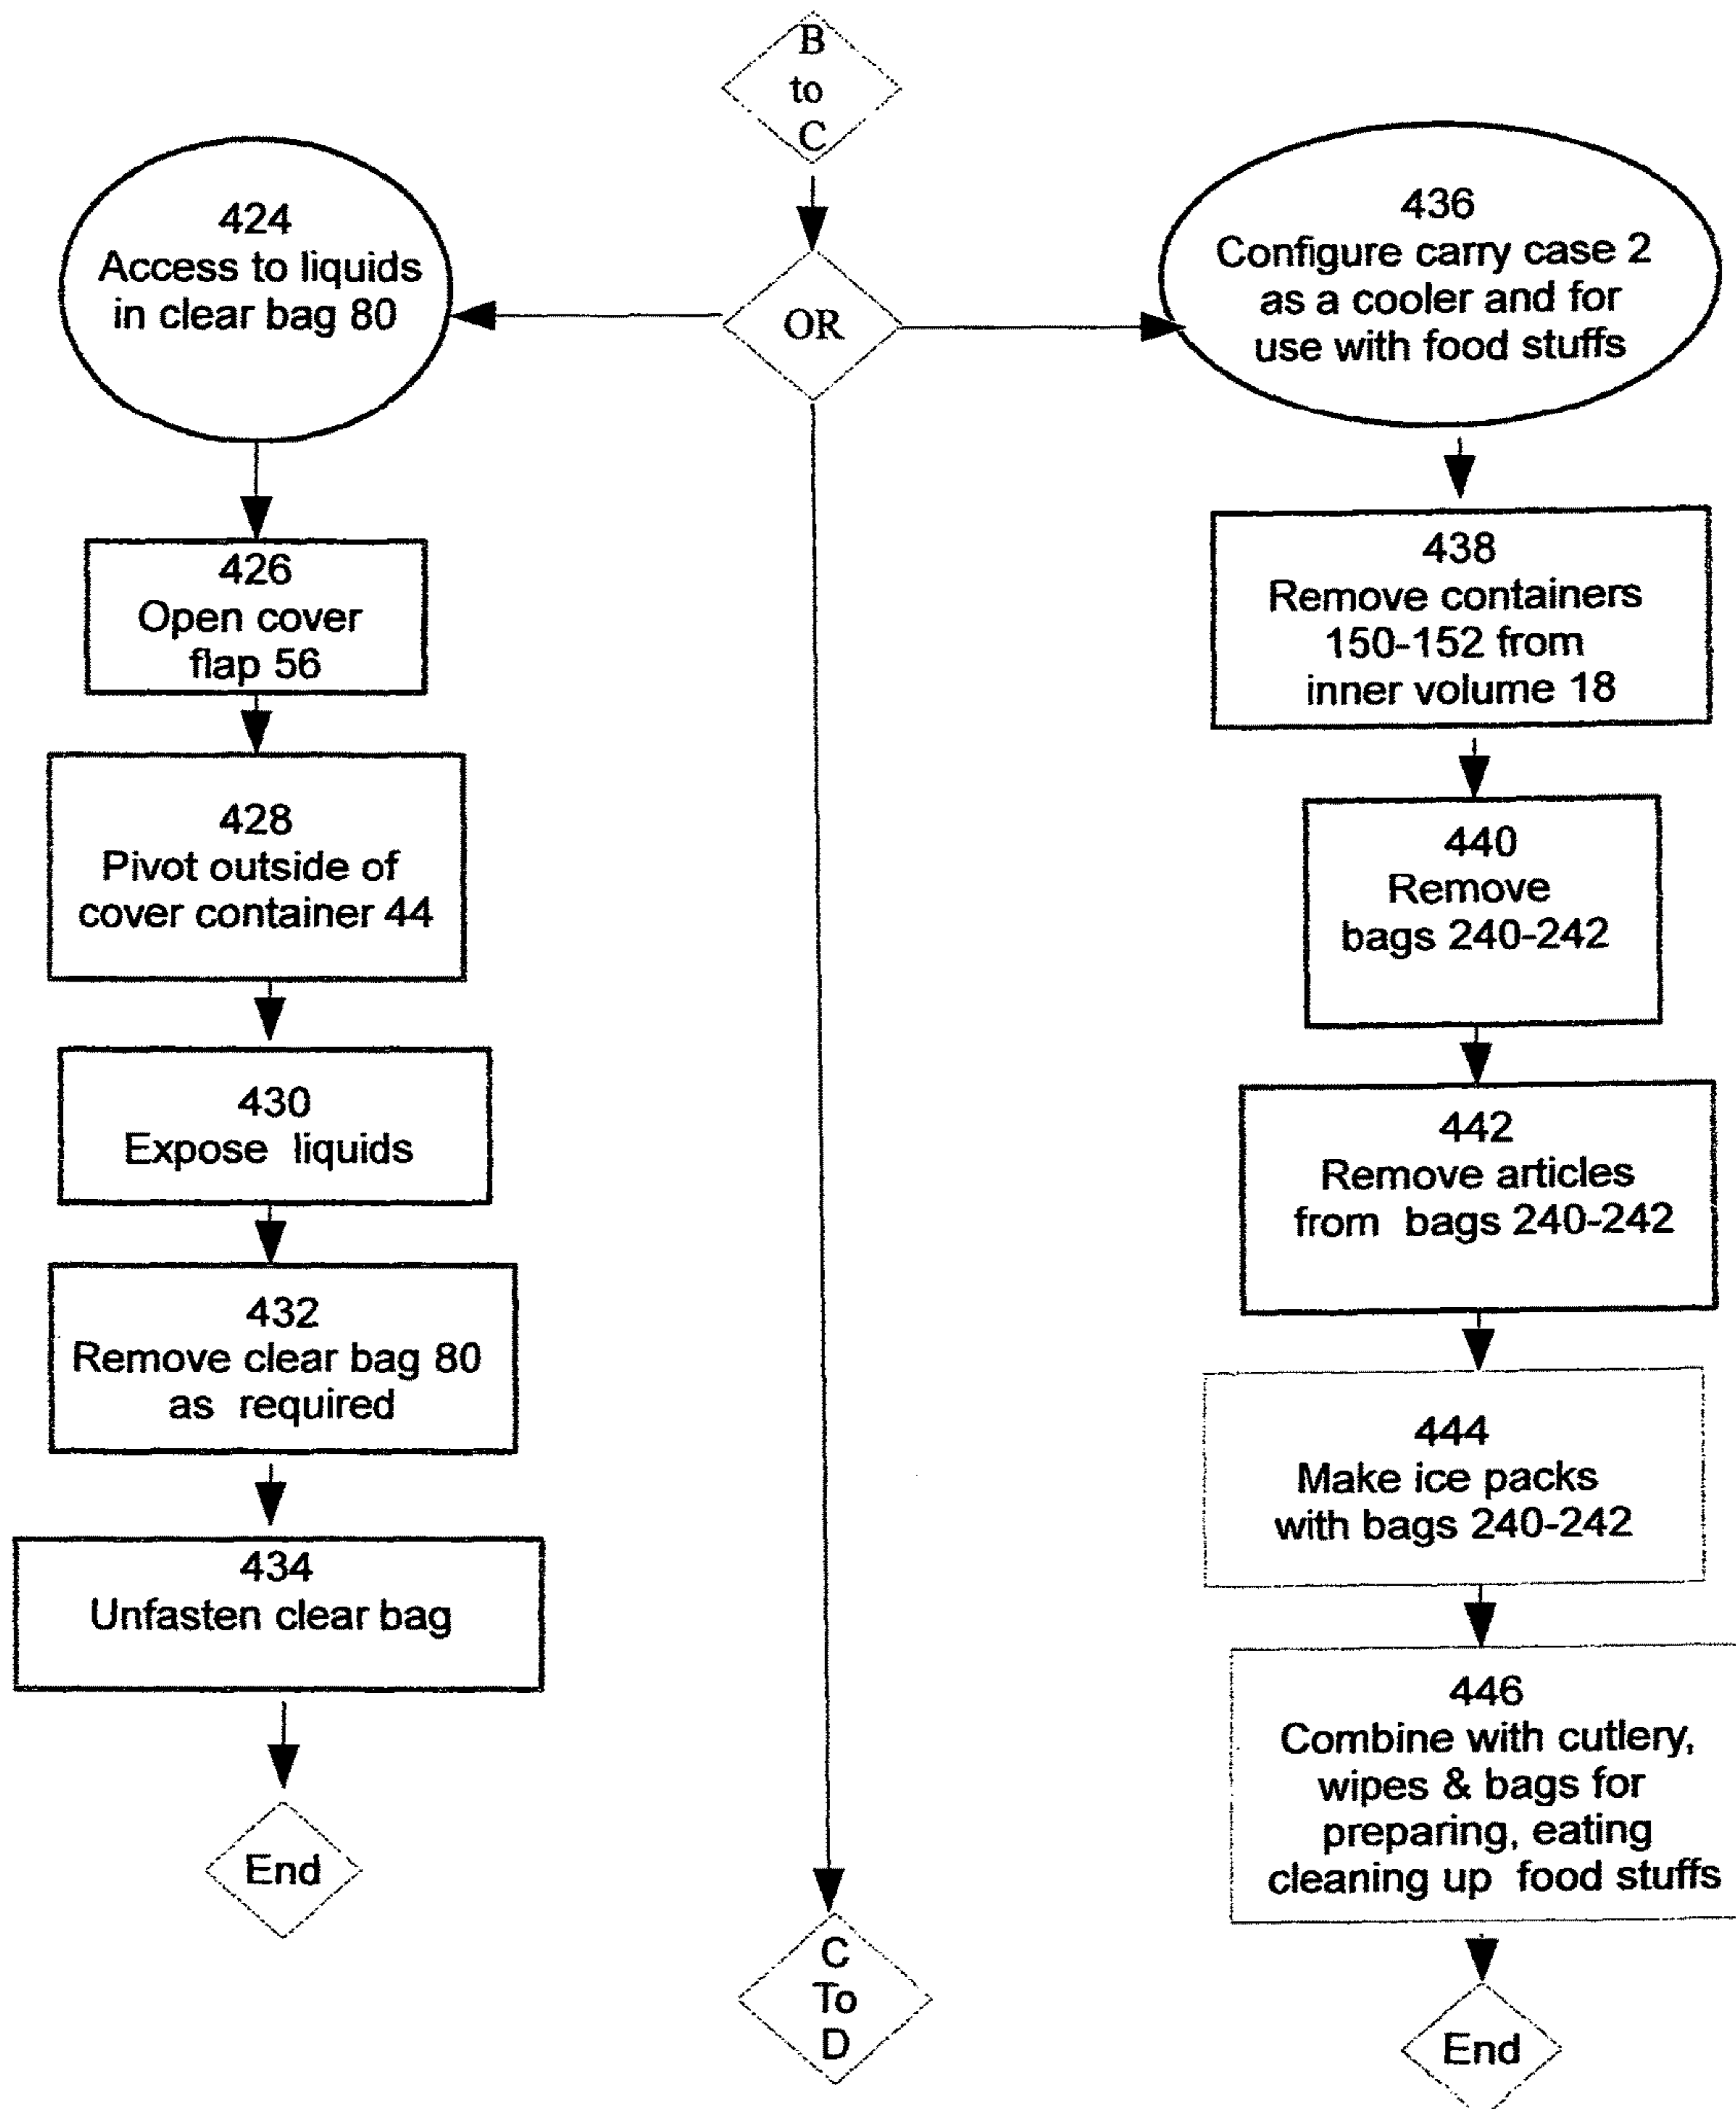 B
to
C
OR
424
Access to liquids
in clear bag 80
426
Open cover
flap 56
428
Pivot outside of
cover container 44
430
Expose liquids
432
Remove clear bag 80
as required
434
Unfasten clear bag
End
C
To
D
436
Configure carry case 2
as a cooler and for
use with food stuffs
438
Remove containers
150-152 from
inner volume 18
440
Remove
bags 240-242
442
Remove articles
from bags 240-242
444
Make ice packs
with bags 240-242
446
Combine with cutlery,
wipes & bags for
preparing, eating
cleaning up food stuffs
End